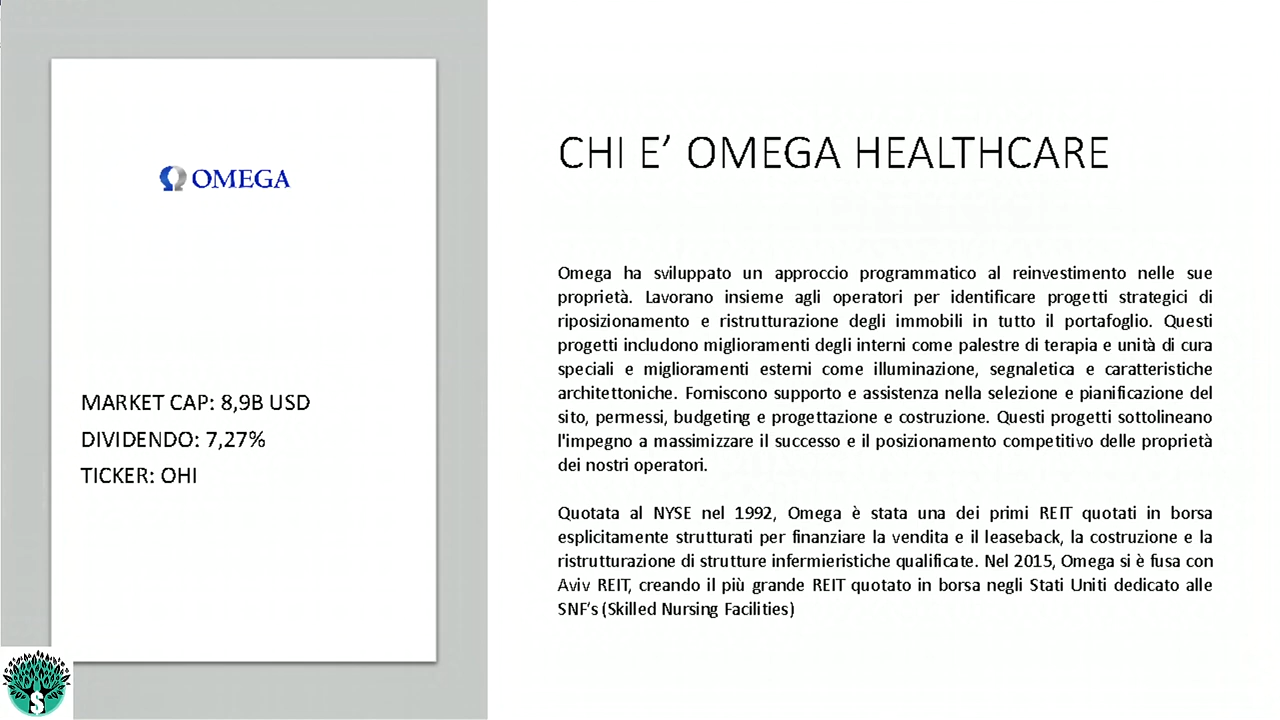 OMEGA
MARKET CAP: 8,9B USD
DIVIDENDO: 7,27%
TICKER: OHI
CHI E’ OMEGA HEALTHCARE
Omega ha sviluppato un approccio programmatico al reinvestimento nelle sue
proprietà. Lavorano insieme agli operatori per identificare progetti strategici di
riposizionamento e ristrutturazione degli immobili in tutto il portafoglio. Questi
progetti includono miglioramenti degli interni come palestre di terapia e unità di cura
speciali e miglioramenti esterni come illuminazione, segnaletica e caratteristiche
architettoniche. Forniscono supporto e assistenza nella selezione e pianificazione del
sito, permessi, budgeting e progettazione e costruzione. Questi progetti sottolineano
l'impegno a massimizzare il successo e il posizionamento competitivo delle proprietà
dei nostri operatori.
Quotata al NYSE nel 1992, Omega è stata una dei primi REIT quotati in borsa
esplicitamente strutturati per finanziare la vendita e il leaseback, la costruzione e la
ristrutturazione di strutture infermieristiche qualificate. Nel 2015, Omega si è fusa con
Aviv REIT, creando il più grande REIT quotato in borsa negli Stati Uniti dedicato alle
SNF’s (Skilled Nursing Facilities)
$